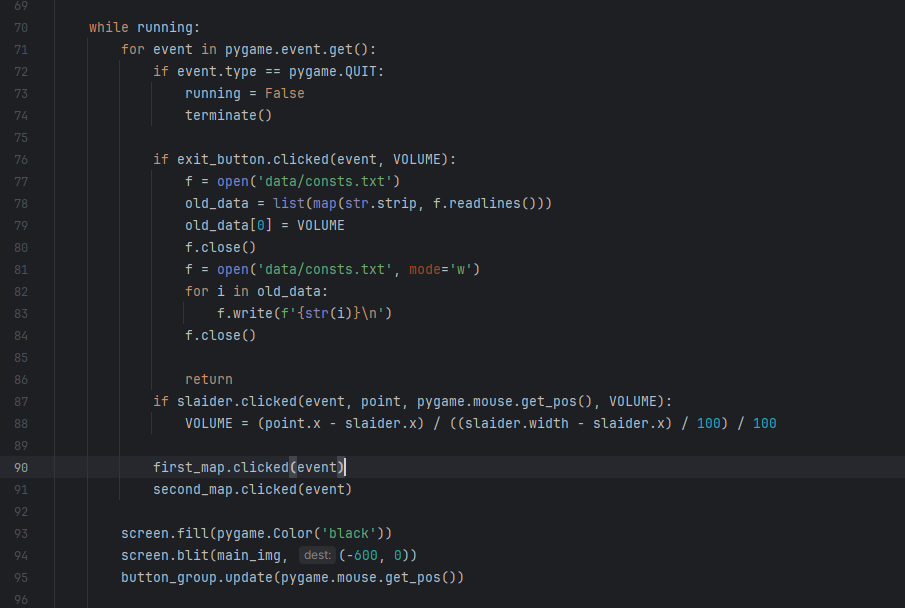 69
70 while running:
71 for event in pygame.event.get():
72 if event.type == pygame.QUIT:
73 running = False
74 terminate()
75
76 if exit_button.clicked(event, VOLUME):
77 f = open('data/consts.txt')
78 old_data = list(map(str.strip, f.readlines()))
79 old_data[0] = VOLUME
80 f.close()
81 f = open('data/consts.txt', mode='w')
82 for i in old_data:
83 f.write(f'{str(i)}\n')
84 f.close()
85
86 return
87 if slaider.clicked(event, point, pygame.mouse.get_pos(), VOLUME):
88 VOLUME = (point.x - slaider.x) / ((slaider.width - slaider.x) / 100) / 100
89
90 first_map.clicked(event)
91 second_map.clicked(event)
92
93 screen.fill(pygame.Color('black'))
94 screen.blit(main_img, dest: (-600, 0))
95 button_group.update(pygame.mouse.get_pos())
96